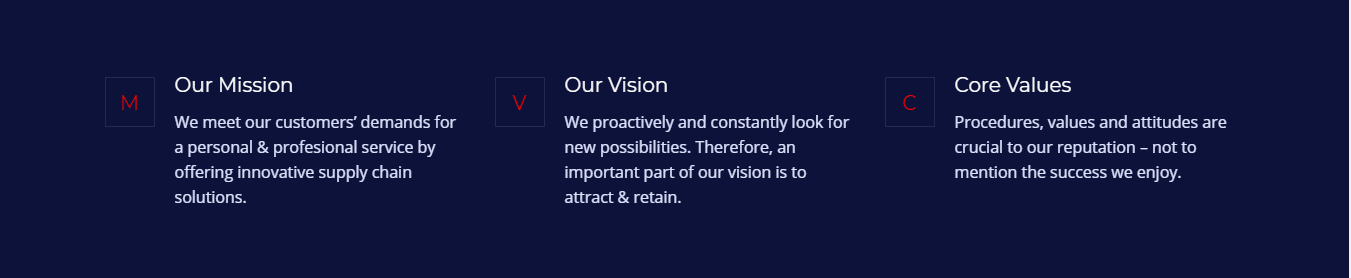 M
Our Mission
We meet our customers’ demands for
a personal & profesional service by
offering innovative supply chain
solutions.
V
Our Vision
We proactively and constantly look for
new possibilities. Therefore, an
important part of our vision is to
attract & retain.
C
Core Values
Procedures, values and attitudes are
crucial to our reputation – not to
mention the success we enjoy.